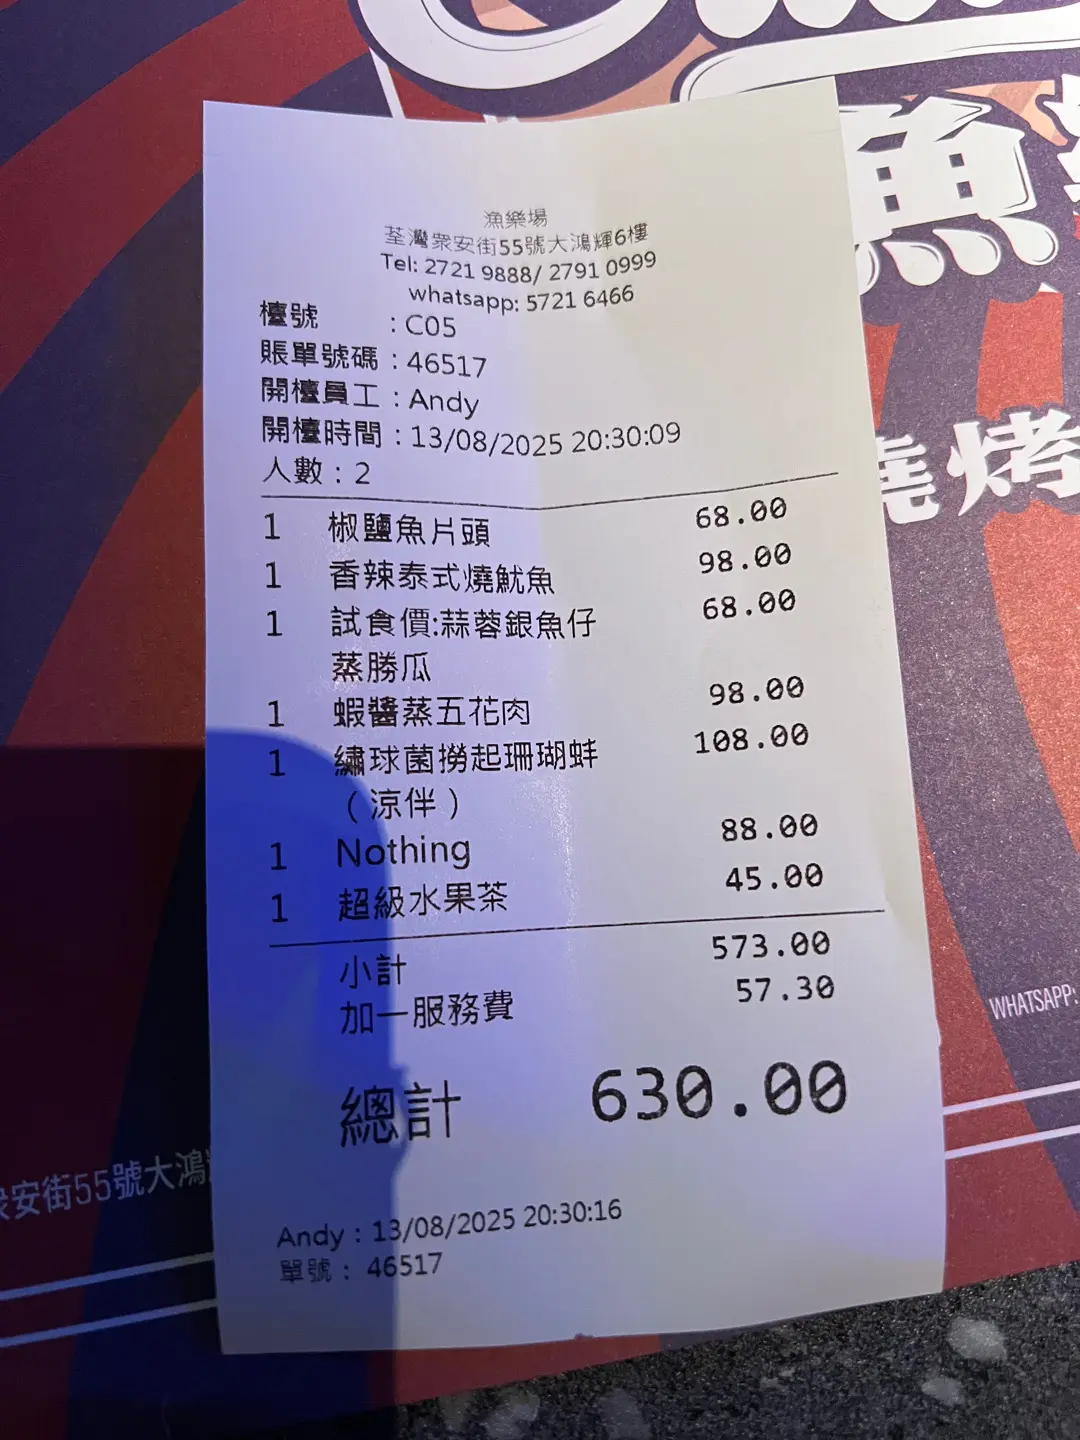 漁樂場
荃灣眾安街55號大鴻輝6樓
Tel: 2721 9888/ 2791 0999
whatsapp: 5721 6466
檯號 : C05
賬單號碼 : 46517
開檯員工 : Andy
開檯時間 : 13/08/2025 20:30:09
人數 : 2
1 椒鹽魚片頭 68.00
1 香辣泰式燒魷魚 98.00
1 試食價:蒜蓉銀魚仔 68.00
蒸勝瓜
1 蝦醬蒸五花肉 98.00
1 繡球菌撈起珊瑚蚌 108.00
（涼伴）
1 Nothing 88.00
1 超級水果茶 45.00
小計 573.00
加一服務費 57.30
總計 630.00
Andy : 13/08/2025 20:30:16
單號 : 46517
魚
燒烤
WHATSAPP:
眾安街55號大鴻